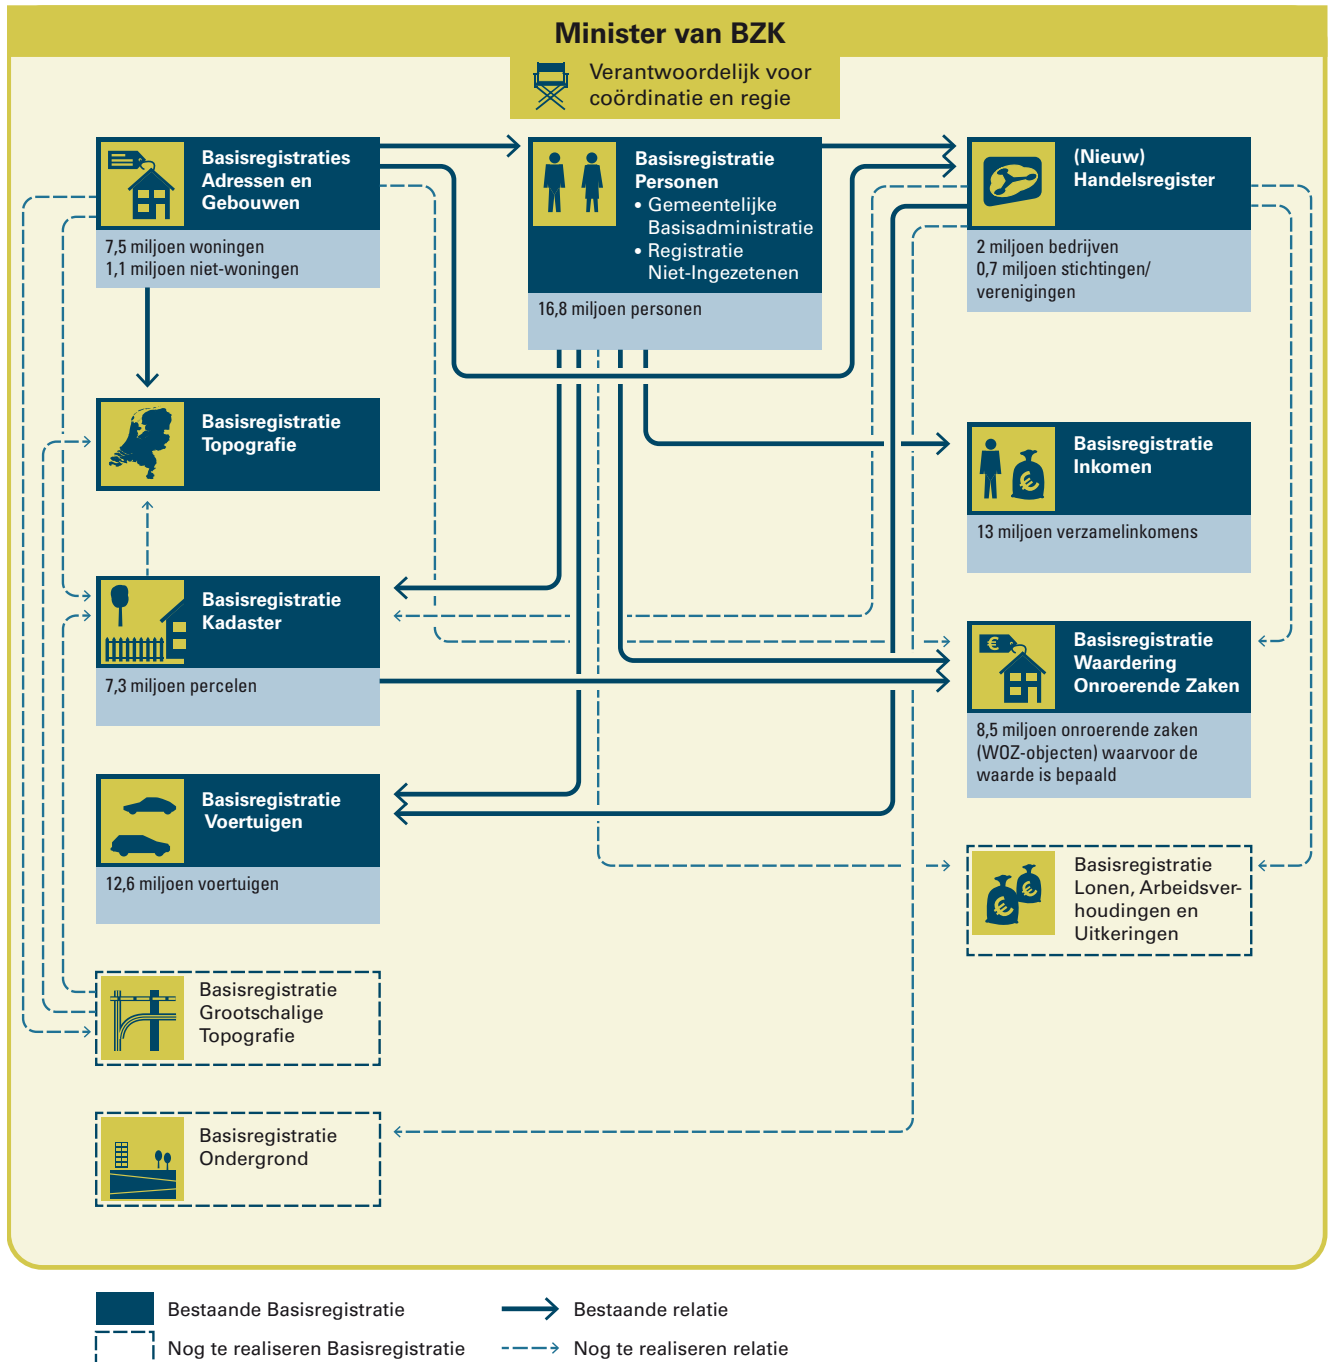 Minister van BZK
Verantwoordelijk voor
coördinatie en regie
Basisregistraties
Adressen en
Gebouwen
7,5 miljoen woningen
1,1 miljoen niet-woningen
Basisregistratie
Personen
• Gemeentelijke
Basisadministratie
• Registratie
Niet-Ingezetenen
16,8 miljoen personen
(Nieuw)
Handelsregister
2 miljoen bedrijven
0,7 miljoen stichtingen/
verenigingen
Basisregistratie
Topografie
Basisregistratie
Inkomen
€
13 miljoen verzamelinkomens
Basisregistratie
Kadaster
7,3 miljoen percelen
€
Basisregistratie
Waardering
Onroerende Zaken
8,5 miljoen onroerende zaken
(WOZ-objecten) waarvoor de
waarde is bepaald
Basisregistratie
Voertuigen
12,6 miljoen voertuigen
€ €
Basisregistratie
Lonen, Arbeidsver-
houdingen en
Uitkeringen
Basisregistratie
Grootschalige
Topografie
Basisregistratie
Ondergrond
Bestaande Basisregistratie
Bestaande relatie
Nog te realiseren Basisregistratie
Nog te realiseren relatie